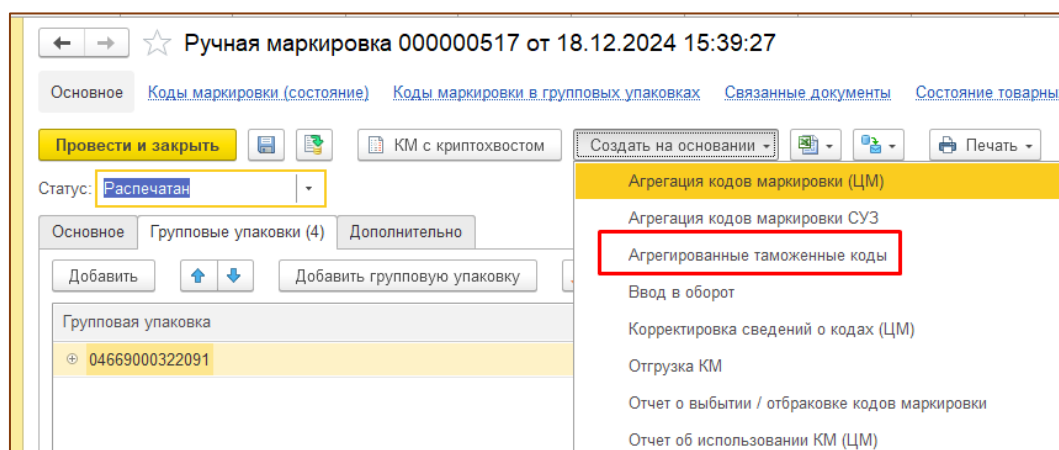 Ручная маркировка 000000517 от 18.12.2024 15:39:27
Основное Коды маркировки (состояние) Коды маркировки в групповых упаковках Связанные документы Состояние товарны
Провести и закрыть КМ с криптохвостом Создать на основании Печать
Статус: Распечатан
Агрегация кодов маркировки (ЦМ)
Агрегация кодов маркировки СУЗ
Основное Групповые упаковки (4) Дополнительно
Агрегированные таможенные коды
Добавить Добавить групповую упаковку
Ввод в оборот
Групповая упаковка
Корректировка сведений о кодах (ЦМ)
04669000322091
Отгрузка КМ
Отчет о выбытии / отбраковке кодов маркировки
Отчет об использовании КМ (ЦМ)